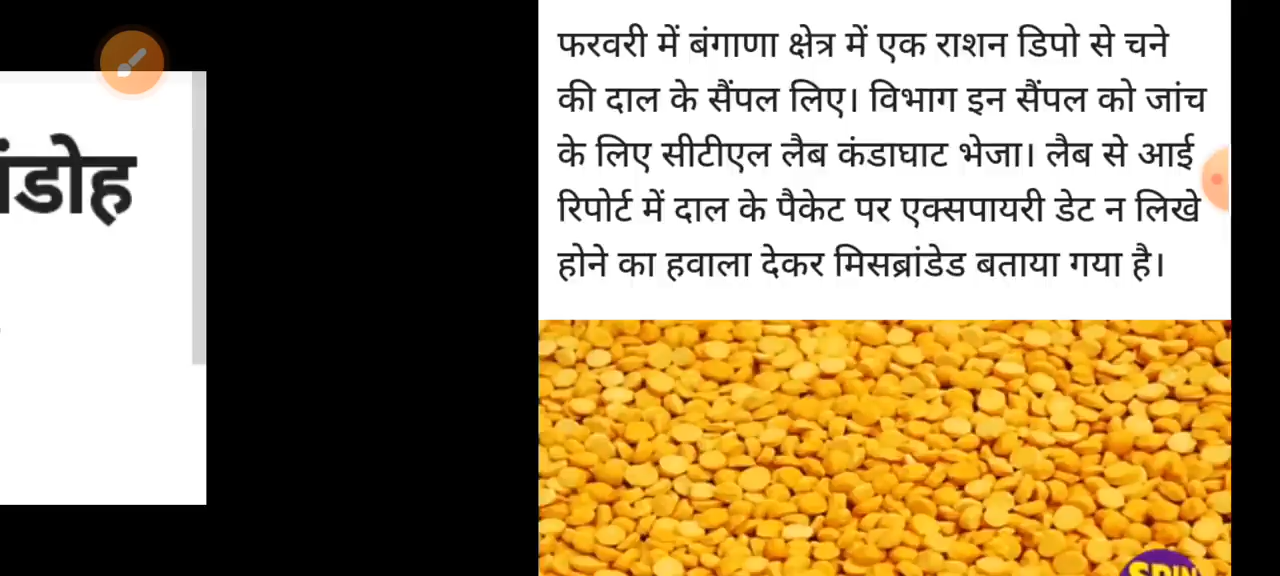 फरवरी में बंगाणा क्षेत्र में एक राशन डिपो से चने
की दाल के सैंपल लिए। विभाग इन सैंपल को जांच
के लिए सीटीएल लैब कंडाघाट भेजा। लैब से आई
रिपोर्ट में दाल के पैकेट पर एक्सपायरी डेट न लिखे
होने का हवाला देकर मिसब्रांडेड बताया गया है।